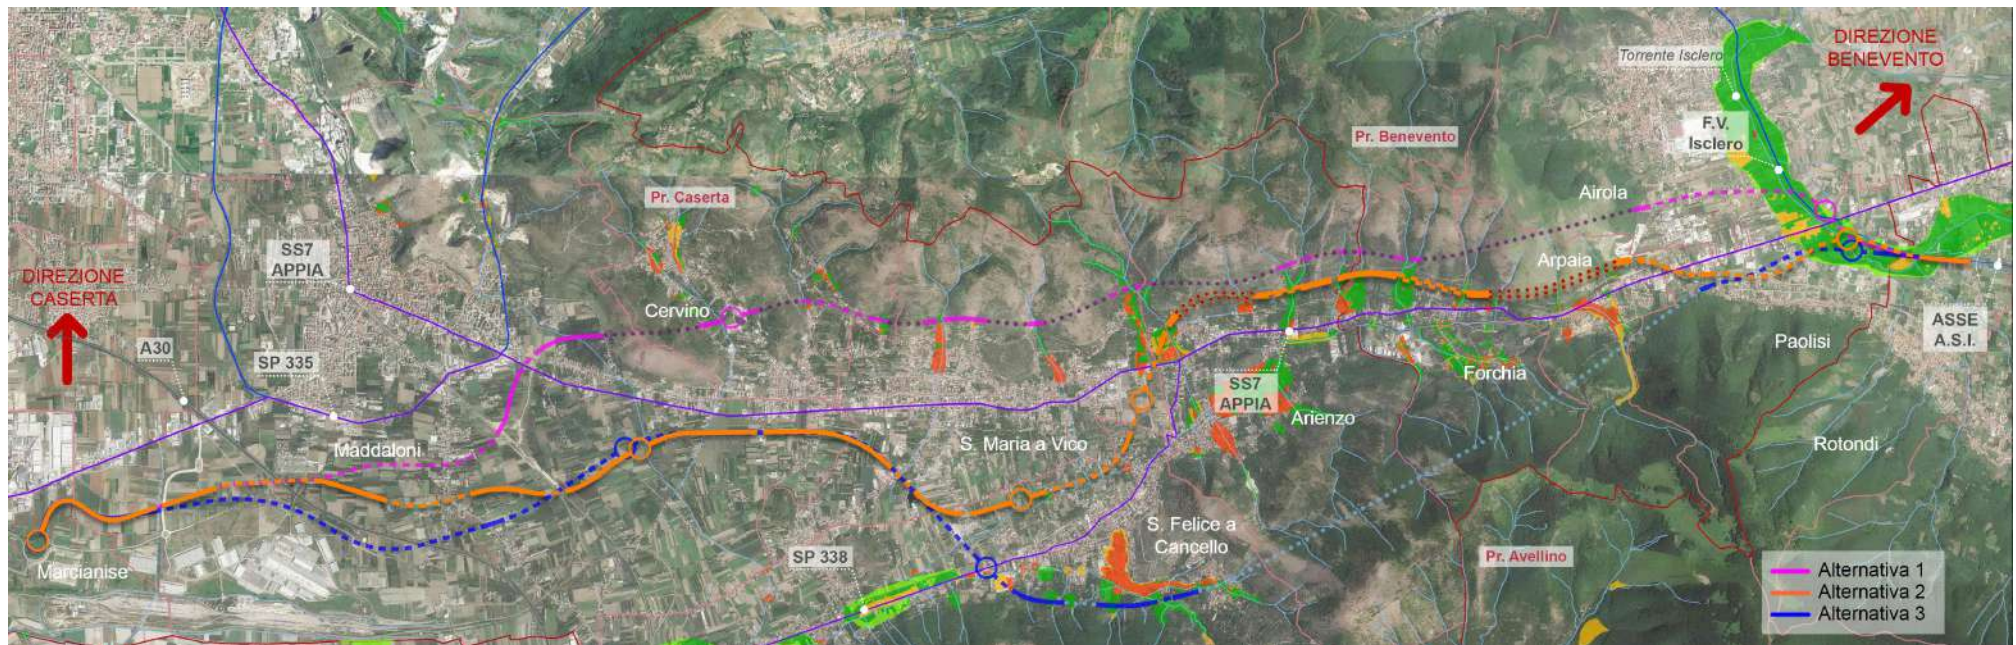 DIREZIONE
CASERTA
A30
SS7
APPIA
SP 335
Maddaloni
Marcianise
Pr. Caserta
Cervino
S. Maria a Vico
SP 338
S. Felice a
Cancello
SS7
APPIA
Arienzo
Forchia
Pr. Benevento
Airola
Arpaia
Torrente Isclero
F.V.
Isclero
DIREZIONE
BENEVENTO
Paolisi
ASSE
A.S.I.
Rotondi
Pr. Avellino
Alternativa 1
Alternativa 2
Alternativa 3